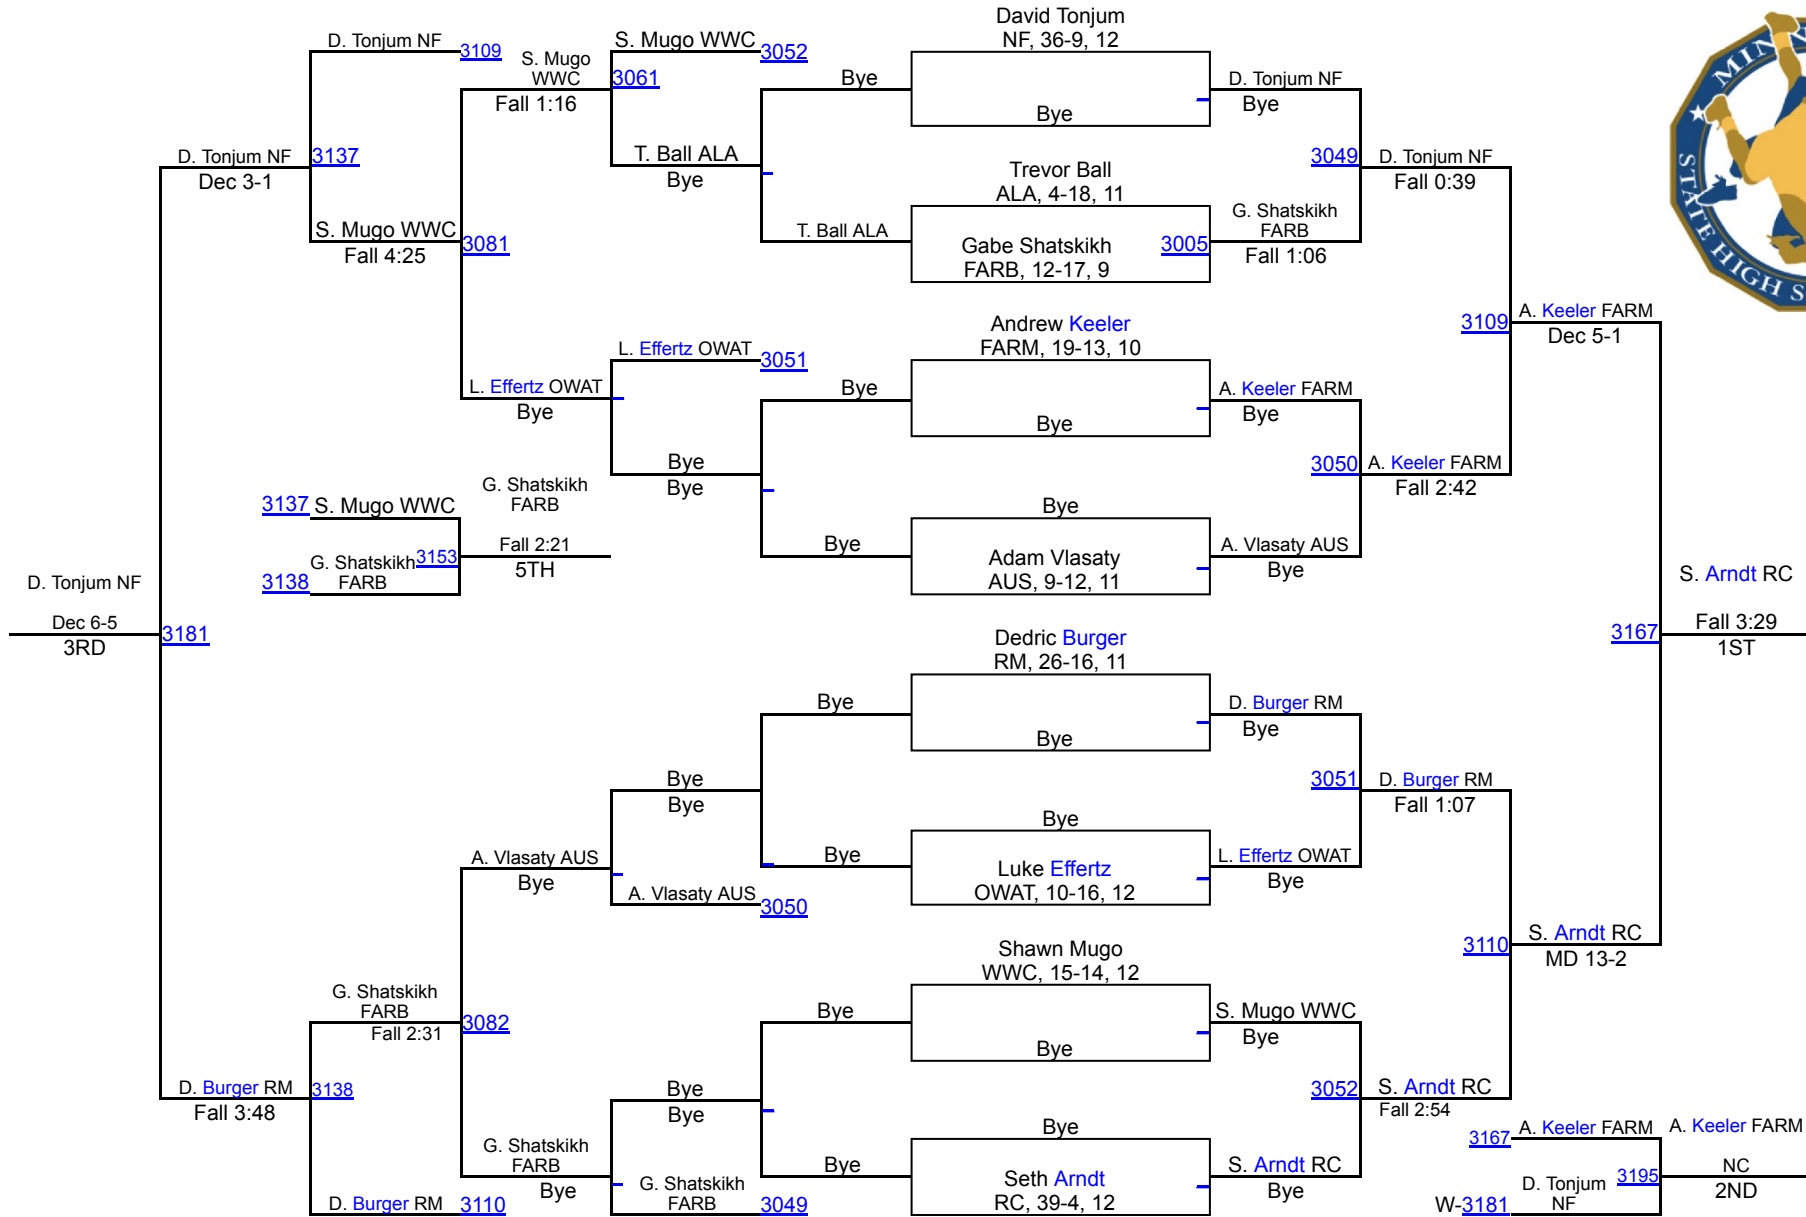 David Tonjum
NF, 36-9, 12
D. Tonjum NF
3109
S. Mugo
WWC
Fall 1:16
S. Mugo WWC
3052
3061
Bye
Bye
D. Tonjum NF
Bye
T. Ball ALA
Bye
D. Tonjum NF
Dec 3-1
3137
Trevor Ball
ALA, 4-18, 11
3049
D. Tonjum NF
Fall 0:39
S. Mugo WWC
Fall 4:25
3081
T. Ball ALA
Gabe Shatskikh
FARB, 12-17, 9
3005
G. Shatskikh
FARB
Fall 1:06
Andrew Keeler
FARM, 19-13, 10
3109
A. Keeler FARM
Dec 5-1
L. Effertz OWAT
3051
L. Effertz OWAT
Bye
Bye
Bye
A. Keeler FARM
Bye
Bye
Bye
3050
A. Keeler FARM
Fall 2:42
3137
S. Mugo WWC
G. Shatskikh
FARB
G. Shatskikh
FARB
3153
3138
Fall 2:21
5TH
Bye
Bye
Adam Vlasaty
AUS, 9-12, 11
A. Vlasaty AUS
Bye
D. Tonjum NF
Dec 6-5
3RD
3181
S. Arndt RC
3167
Fall 3:29
1ST
Dedric Burger
RM, 26-16, 11
Bye
Bye
D. Burger RM
Bye
Bye
Bye
3051
D. Burger RM
Fall 1:07
A. Vlasaty AUS
Bye
A. Vlasaty AUS
3050
Bye
Bye
Luke Effertz
OWAT, 10-16, 12
L. Effertz OWAT
Bye
Shawn Mugo
WWC, 15-14, 12
3110
S. Arndt RC
MD 13-2
G. Shatskikh
FARB
Fall 2:31
3082
Bye
Bye
S. Mugo WWC
Bye
D. Burger RM
Fall 3:48
3138
Bye
Bye
3052
S. Arndt RC
Fall 2:54
G. Shatskikh
FARB
Bye
G. Shatskikh
FARB
3049
Bye
Bye
Seth Arndt
RC, 39-4, 12
S. Arndt RC
Bye
D. Burger RM
3110
3167
A. Keeler FARM
A. Keeler FARM
D. Tonjum
NF
3195
NC
2ND
W-3181
MIN
STATE HIGH S